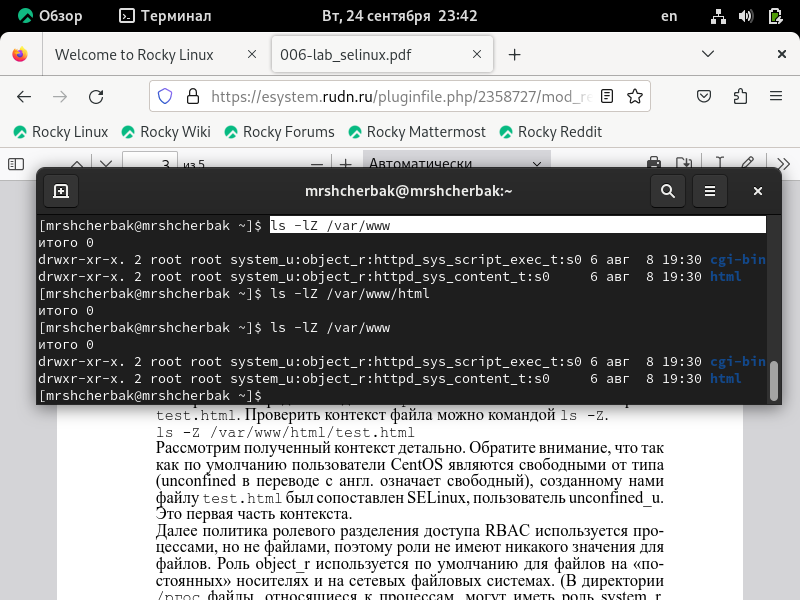 Обзор Терминал Вт, 24 сентября 23:42 en
Welcome to Rocky Linux × 006-lab_selinux.pdf × +
https://esystem.rudn.ru/pluginfile.php/2358727/mod_re
Rocky Linux Rocky Wiki Rocky Forums Rocky Mattermost Rocky Reddit
3 из 5 — + Автоматически
mrshcherbak@mrshcherbak:~
[mrshcherbak@mrshcherbak ~]$ ls -lZ /var/www
итого 0
drwxr-xr-x. 2 root root system_u:object_r:httpd_sys_script_exec_t:s0 6 авг  8 19:30 cgi-bin
drwxr-xr-x. 2 root root system_u:object_r:httpd_sys_content_t:s0     6 авг  8 19:30 html
[mrshcherbak@mrshcherbak ~]$ ls -lZ /var/www/html
итого 0
[mrshcherbak@mrshcherbak ~]$ ls -lZ /var/www
итого 0
drwxr-xr-x. 2 root root system_u:object_r:httpd_sys_script_exec_t:s0 6 авг  8 19:30 cgi-bin
drwxr-xr-x. 2 root root system_u:object_r:httpd_sys_content_t:s0     6 авг  8 19:30 html
[mrshcherbak@mrshcherbak ~]$
test.html. Проверить контекст файла можно командой ls -Z.
ls -Z /var/www/html/test.html
Рассмотрим полученный контекст детально. Обратите внимание, что так
как по умолчанию пользователи CentOS являются свободными от типа
(unconfined в переводе с англ. означает свободный), созданному нами
файлу test.html был сопоставлен SELinux, пользователь unconfined_u.
Это первая часть контекста.
Далее политика ролевого разделения доступа RBAC используется про-
цессами, но не файлами, поэтому роли не имеют никакого значения для
файлов. Роль object_r используется по умолчанию для файлов на «по-
стоянных» носителях и на сетевых файловых системах. (В директории
/proc файлы, относящиеся к процессам, могут иметь роль system_r.